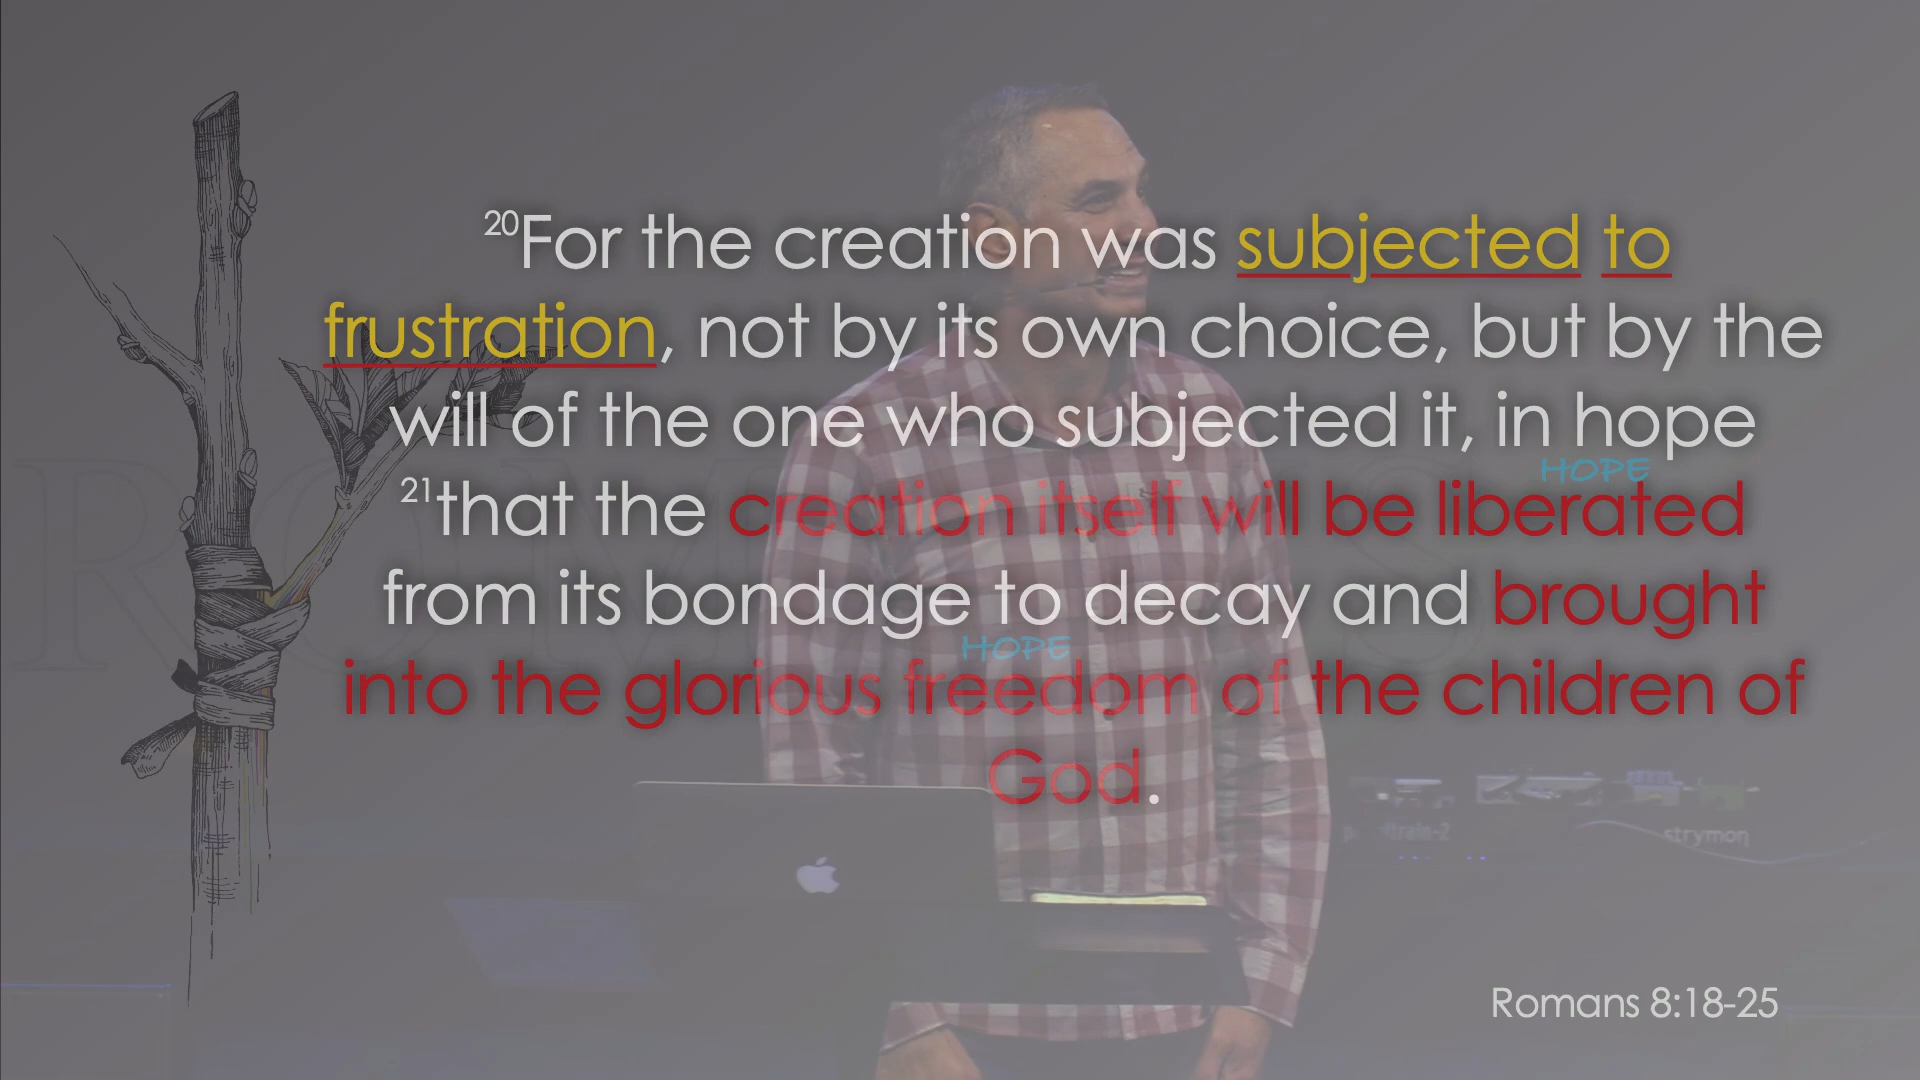 20For the creation was subjected to
frustration, not by its own choice, but by the
will of the one who subjected it, in hope
HOPE
21that the creation itself will be liberated
from its bondage to decay and brought
HOPE
into the glorious freedom of the children of
God.
strymon
Romans 8:18-25
ROMANS